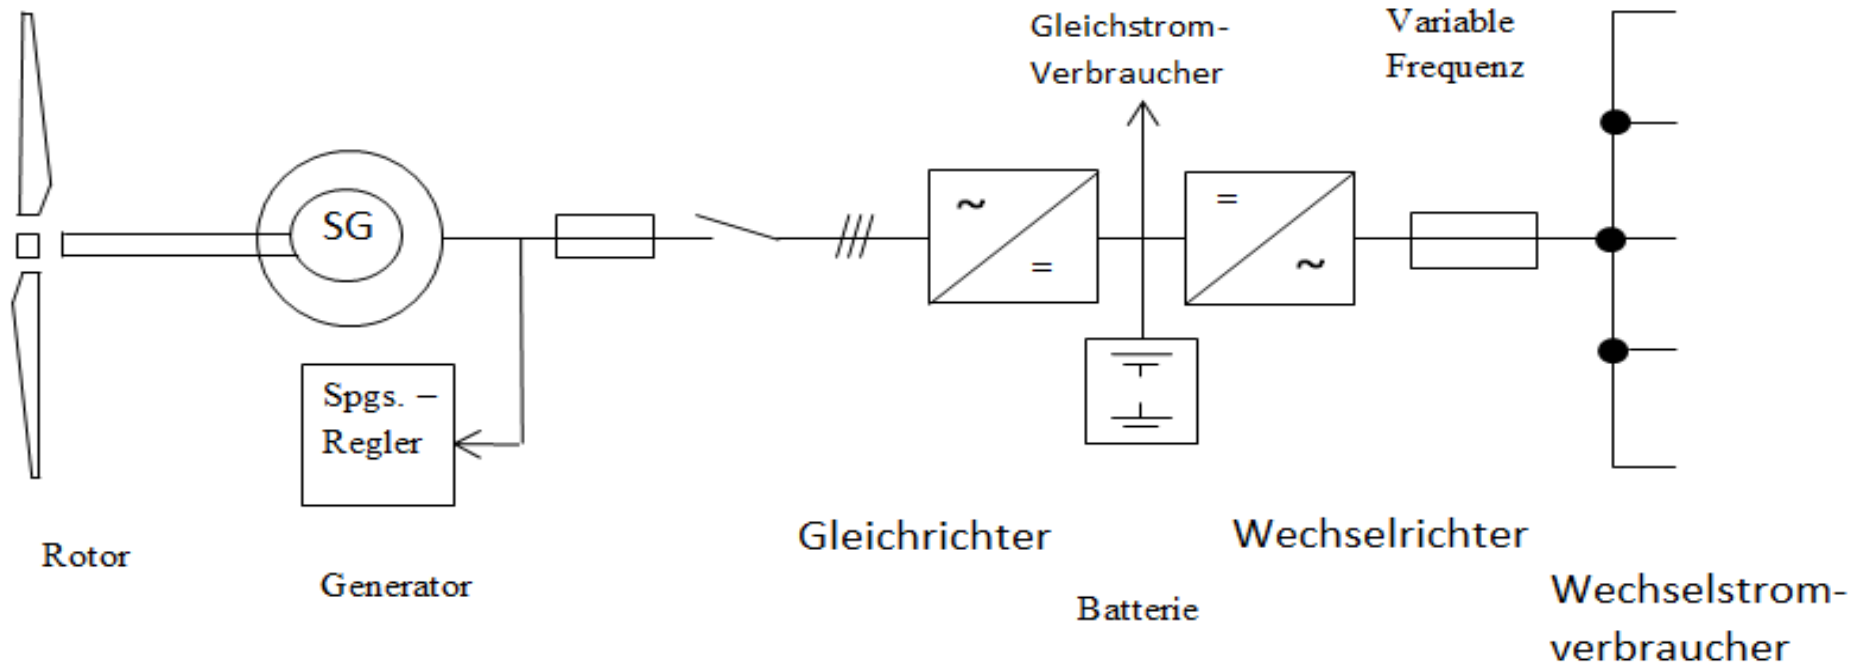 Gleichstrom-
Verbraucher
Variable
Frequenz
SG
~
=
=
~
Spgs. –
Regler
Rotor
Generator
Gleichrichter
Batterie
Wechselrichter
Wechselstrom-
verbraucher